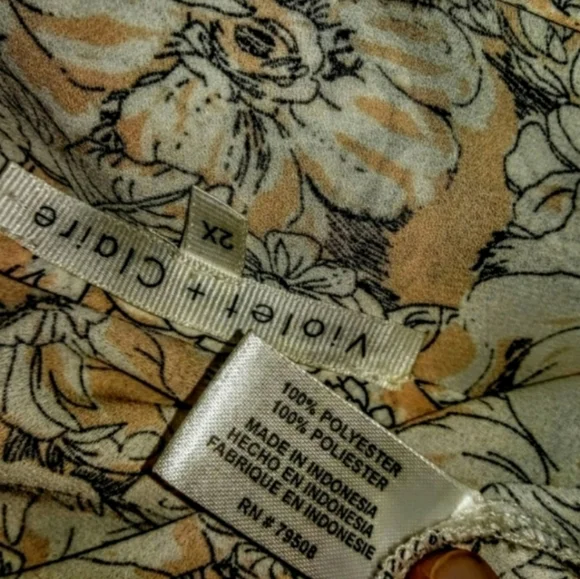 Violet + Claire
2X
100% POLYESTER
100% POLIESTER
MADE IN INDONESIA
HECHO EN INDONESIA
FABRIQUE EN INDONESIE
RN # 79508